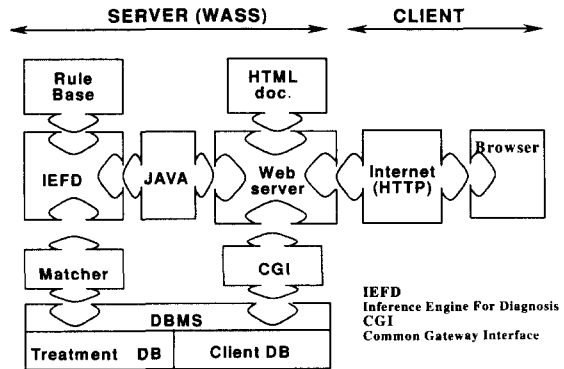 SERVER (WASS) CLIENT
Rule
Base
HTML
doc.
IEFD
JAVA
Web
server
Internet
(HTTP)
Browser
Matcher
CGI
DBMS
Treatment DB
Client DB
IEFD
Inference Engine For Diagnosis
CGI
Common Gateway Interface